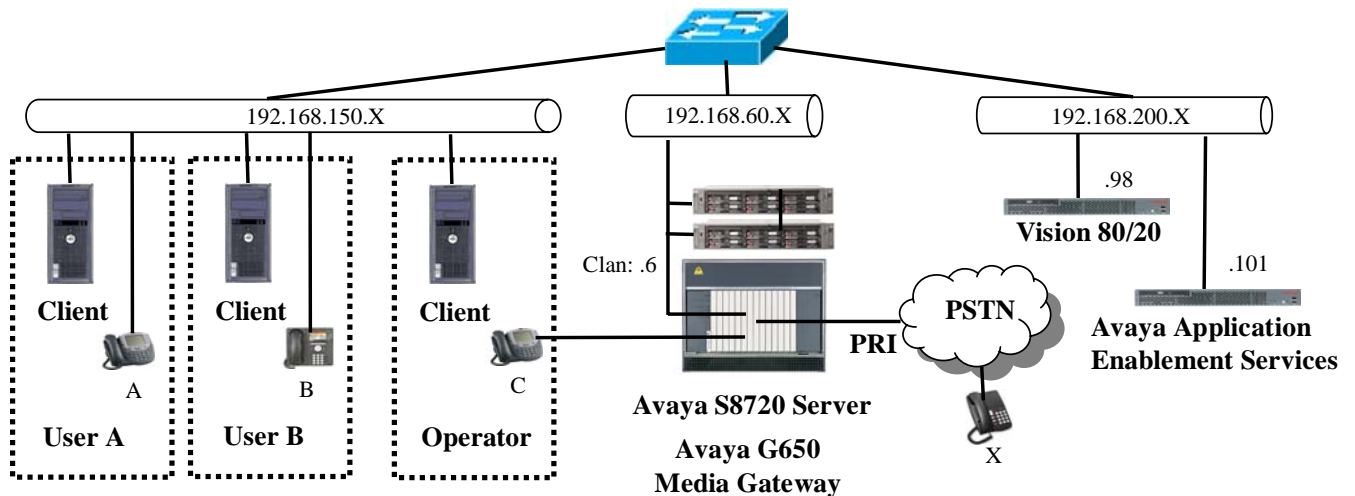 192.168.150.X
192.168.60.X
192.168.200.X
.98
Vision 80/20
Clan: .6
.101
Client
Client
Client
PSTN
Avaya Application
Enablement Services
PRI
A
B
C
Avaya S8720 Server
User A
User B
Operator
Avaya G650
Media Gateway
X